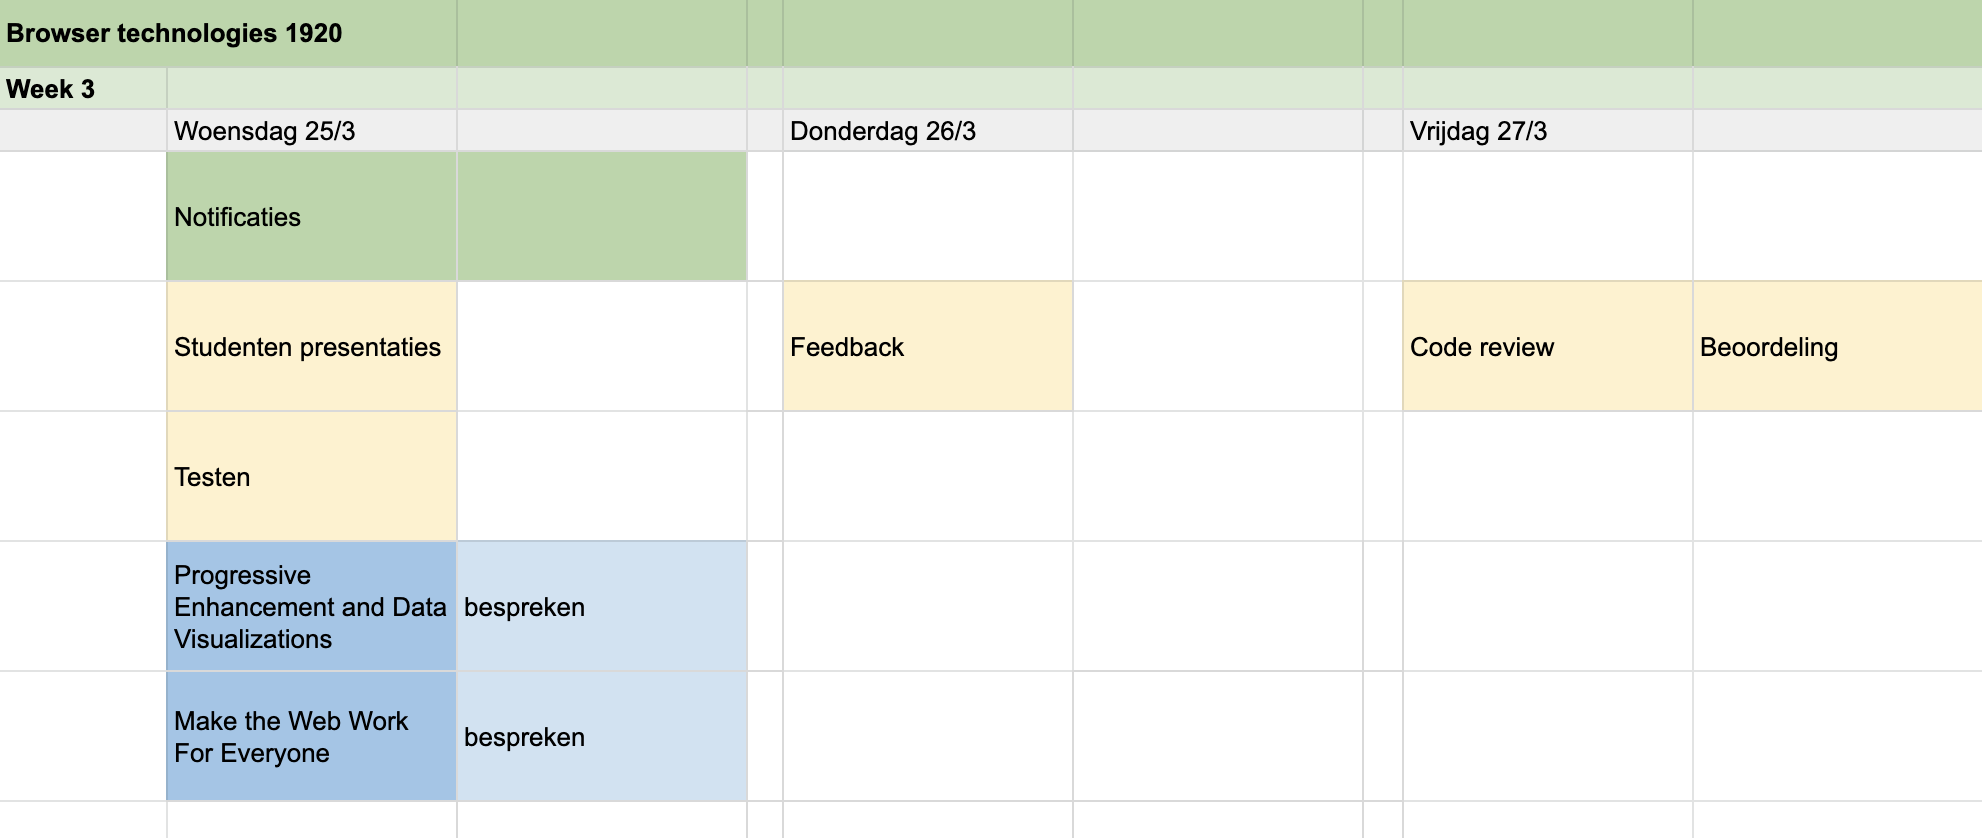 Browser technologies 1920
Week 3
Woensdag 25/3 Donderdag 26/3 Vrijdag 27/3
Notificaties
Studenten presentaties Feedback Code review Beoordeling
Testen
Progressive
Enhancement and Data
Visualizations
bespreken
Make the Web Work
For Everyone
bespreken